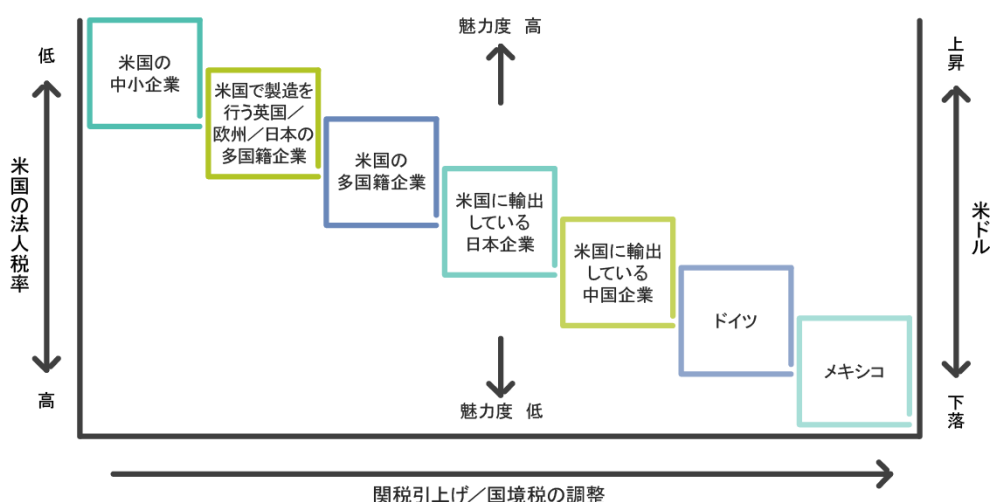 魅力度 高
低
上昇
米国の
中小企業
米国で製造を
行う英国／
欧州／日本の
多国籍企業
米国の
多国籍企業
米国に輸出
している
日本企業
米国に輸出
している
中国企業
ドイツ
メキシコ
米国の法人税率
米ドル
魅力度 低
高
下落
関税引上げ／国境税の調整